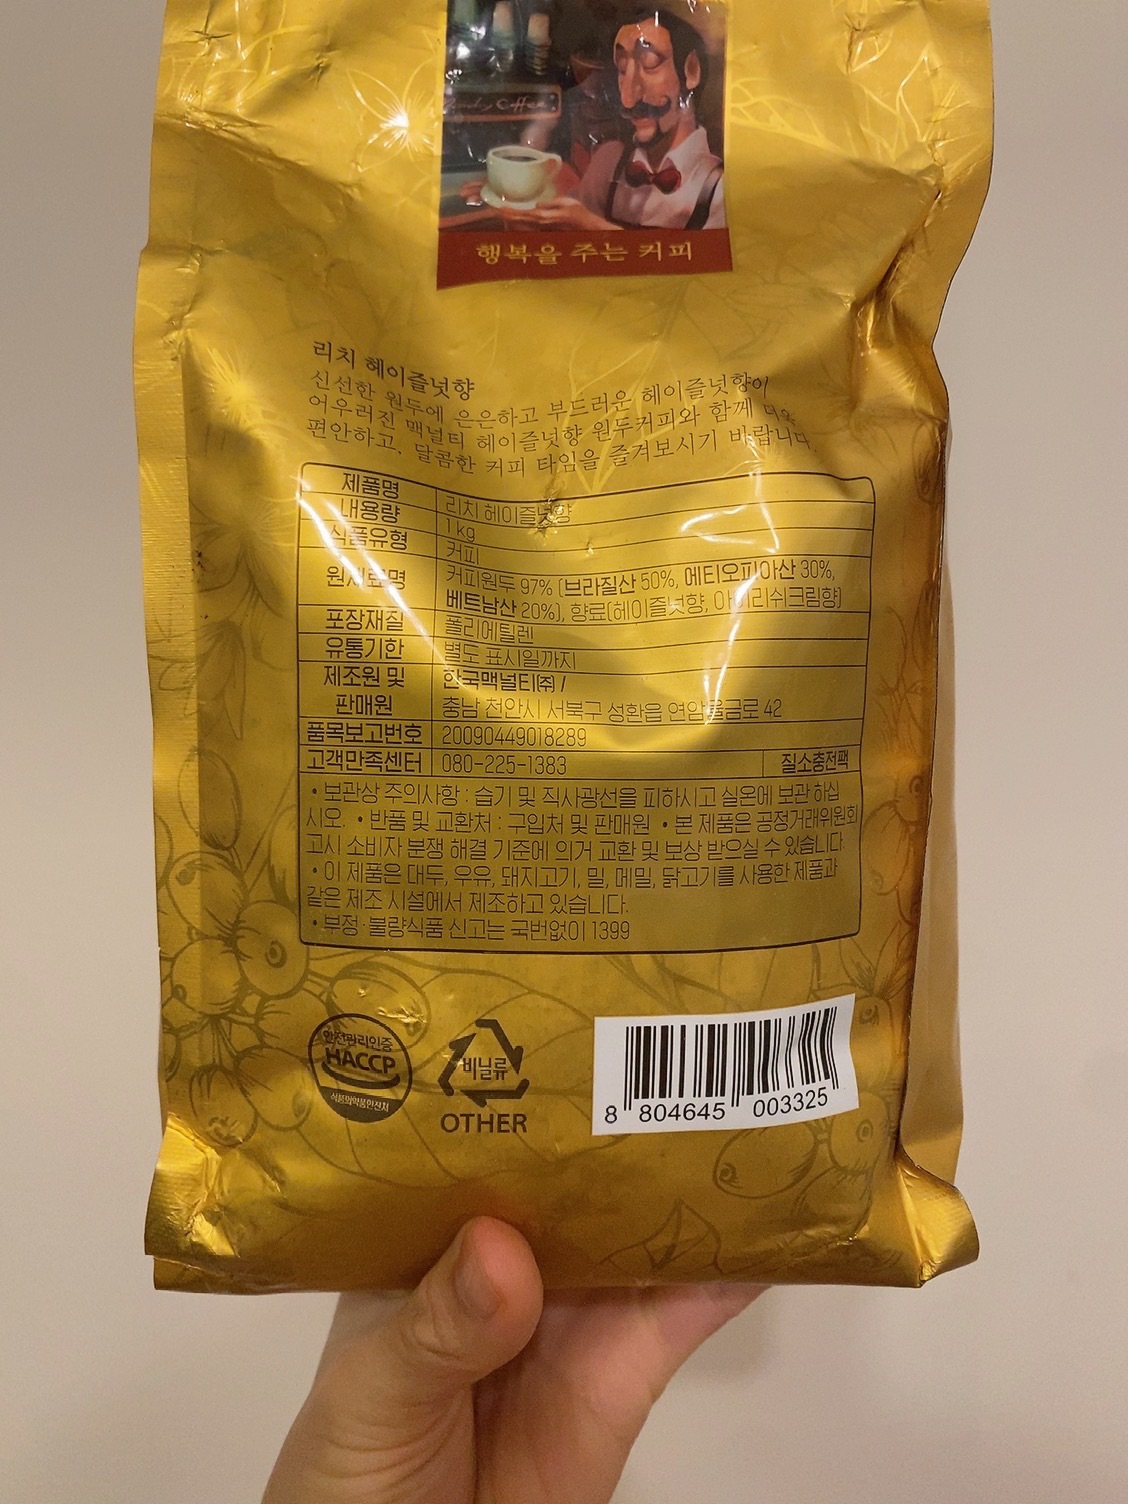 Coffee
행복을 주는 커피
리치 헤이즐넛향
신선한 원두에 은은하고 부드러운 헤이즐넛향이
어우러진 맥널티 헤이즐넛향 원두커피와 함께 더욱
편안하고, 달콤한 커피 타임을 즐겨보시기 바랍니다.
제품명 리치 헤이즐넛향
내용량 1 kg
식품유형 커피
원재료명 커피원두 97% (브라질산 50%, 에티오피아산 30%,
베트남산 20%), 향료(헤이즐넛향, 아이리쉬크림향)
포장재질 폴리에틸렌
유통기한 별도 표시일까지
제조원 및 한국맥널티㈜ /
판매원 충남 천안시 서북구 성환읍 연암율금로 42
품목보고번호 20090449018289
고객만족센터 080-225-1383 질소충전팩
• 보관상 주의사항 : 습기 및 직사광선을 피하시고 실온에 보관 하십
시오. • 반품 및 교환처 : 구입처 및 판매원 • 본 제품은 공정거래위원회
고시 소비자 분쟁 해결 기준에 의거 교환 및 보상 받으실 수 있습니다.
• 이 제품은 대두, 우유, 돼지고기, 밀, 메밀, 닭고기를 사용한 제품과
같은 제조 시설에서 제조하고 있습니다.
• 부정·불량식품 신고는 국번없이 1399
안전관리인증
HACCP
식품의약품안전처
비닐류
OTHER
8 804645 003325